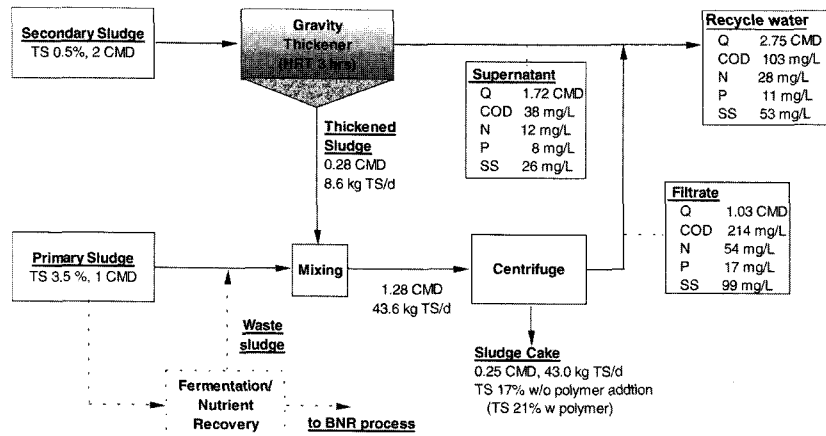 Secondary Sludge
TS 0.5%, 2 CMD
Gravity
Thickener
(HRT 3 hrs)
Recycle water
Q 2.75 CMD
COD 103 mg/L
N 28 mg/L
P 11 mg/L
SS 53 mg/L
Supernatant
Q 1.72 CMD
COD 38 mg/L
N 12 mg/L
P 8 mg/L
SS 26 mg/L
Thickened
Sludge
0.28 CMD
8.6 kg TS/d
Filtrate
Q 1.03 CMD
COD 214 mg/L
N 54 mg/L
P 17 mg/L
SS 99 mg/L
Primary Sludge
TS 3.5 %, 1 CMD
Mixing
1.28 CMD
43.6 kg TS/d
Centrifuge
Waste
sludge
Sludge Cake
0.25 CMD, 43.0 kg TS/d
TS 17% w/o polymer addtion
(TS 21% w polymer)
Fermentation/
Nutrient
Recovery
to BNR process